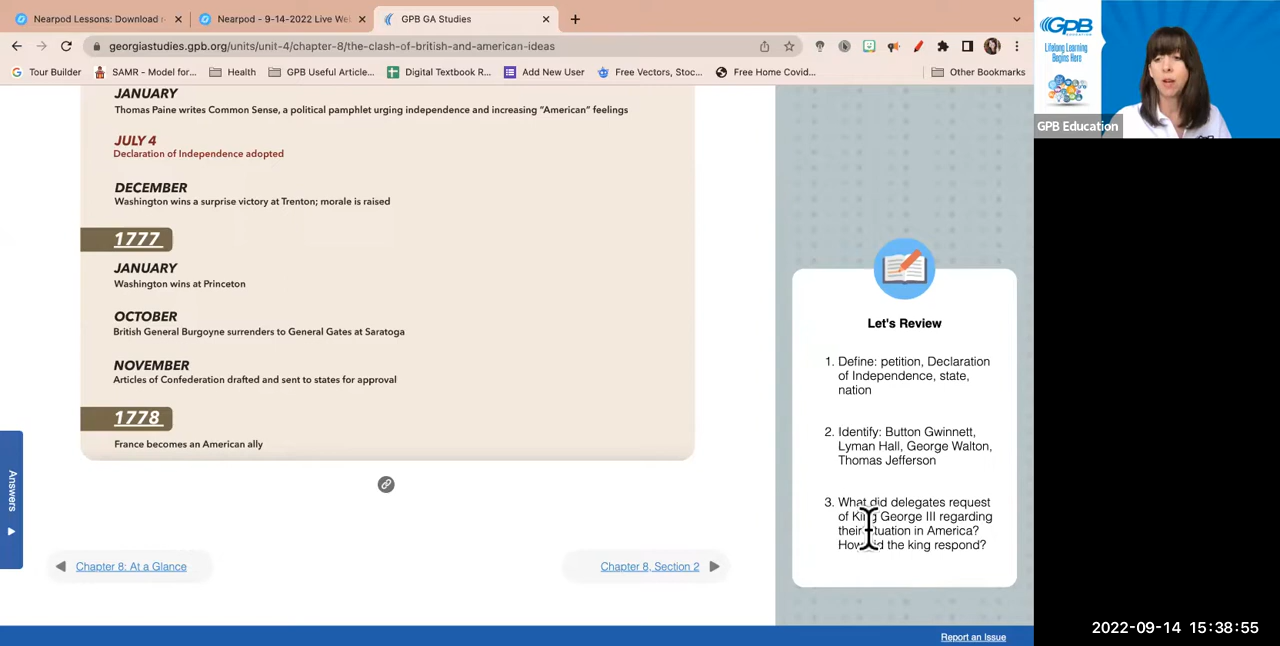 Nearpod Lessons: Download r
Nearpod - 9-14-2022 Live We
GPB GA Studies
georgiastudies.gpb.org/units/unit-4/chapter-8/the-clash-of-british-and-american-ideas
Tour Builder
SAMR - Model for...
Health
GPB Useful Article...
Digital Textbook R...
Add New User
Free Vectors, Stoc...
Free Home Covid...
Other Bookmarks
GPB
EDUCATION
Lifelong Learning
Begins Here
GPB Education
JANUARY
Thomas Paine writes Common Sense, a political pamphlet urging independence and increasing “American” feelings
JULY 4
Declaration of Independence adopted
DECEMBER
Washington wins a surprise victory at Trenton; morale is raised
1777
JANUARY
Washington wins at Princeton
OCTOBER
British General Burgoyne surrenders to General Gates at Saratoga
NOVEMBER
Articles of Confederation drafted and sent to states for approval
1778
France becomes an American ally
Answers
Chapter 8: At a Glance
Chapter 8, Section 2
Let's Review
1. Define: petition, Declaration
of Independence, state,
nation
2. Identify: Button Gwinnett,
Lyman Hall, George Walton,
Thomas Jefferson
3. What did delegates request
of King George III regarding
their situation in America?
How did the king respond?
Report an Issue
2022-09-14 15:38:55